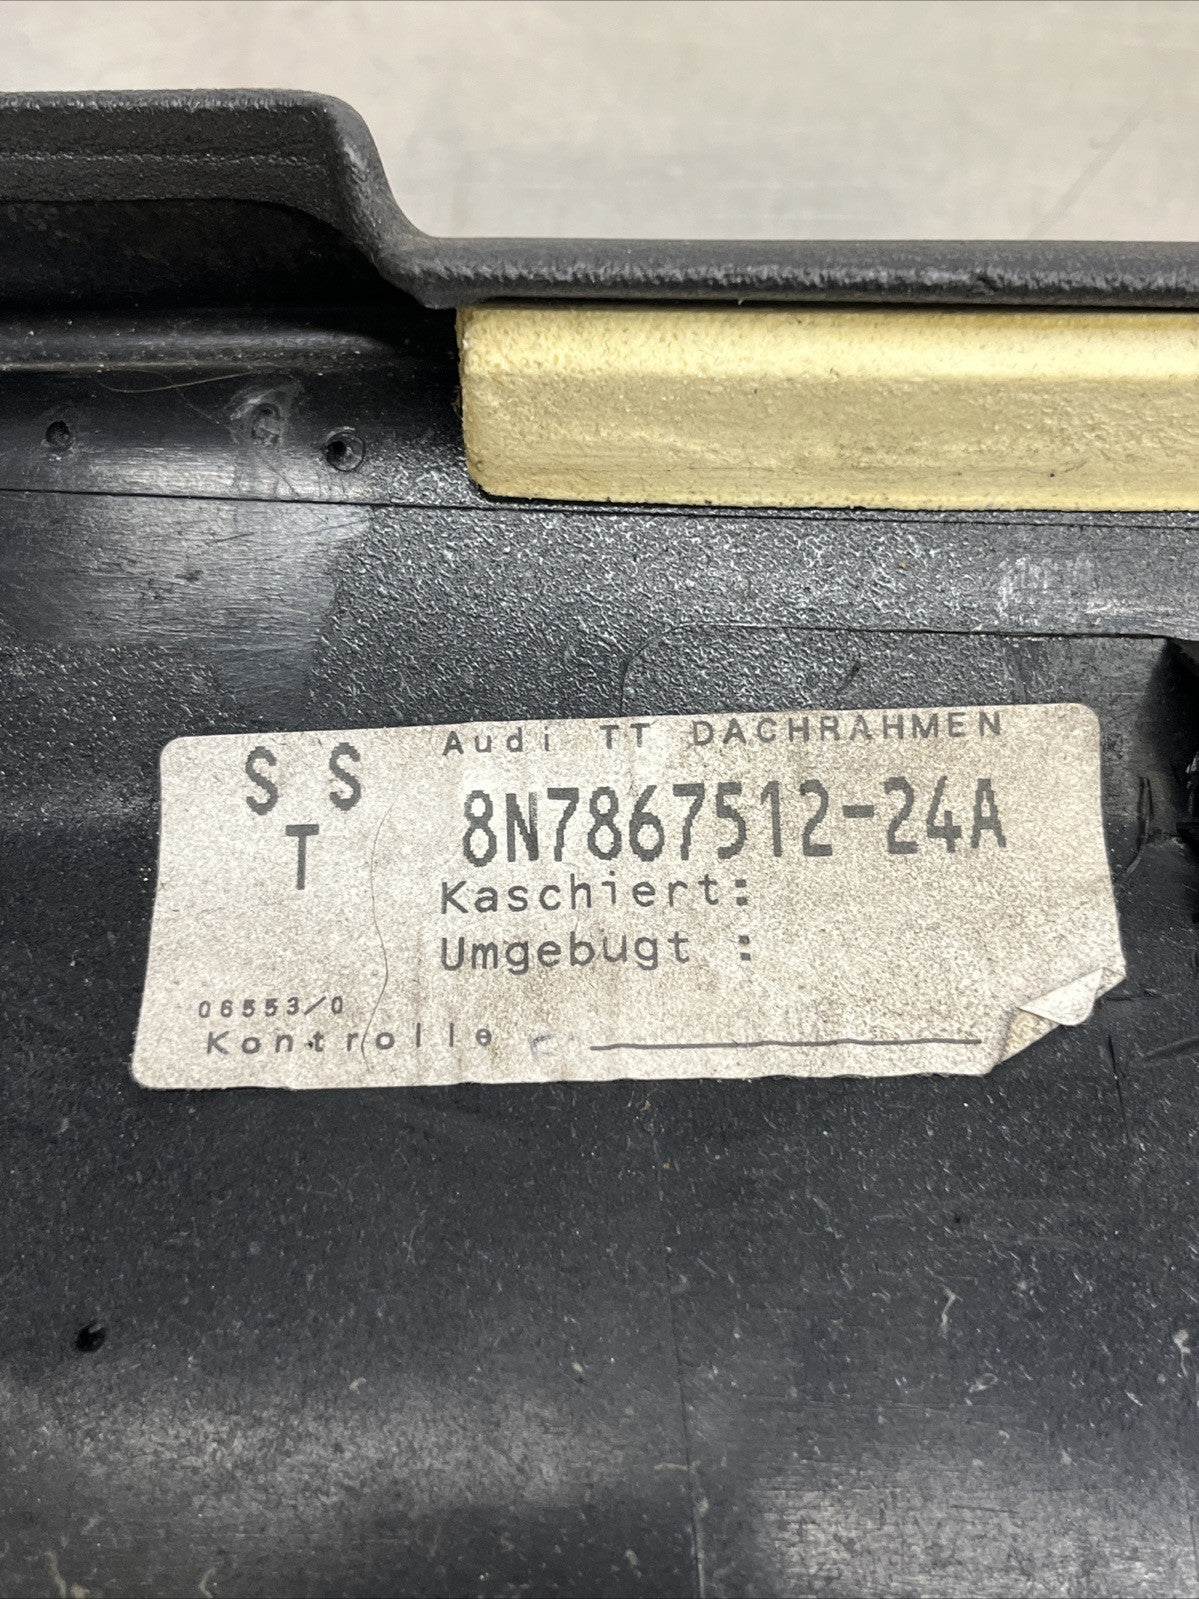 S S
T
Audi TT DACHRAHMEN
8N7867512-24A
Kaschiert:
Umgebugt :
06553/0
Kontrolle